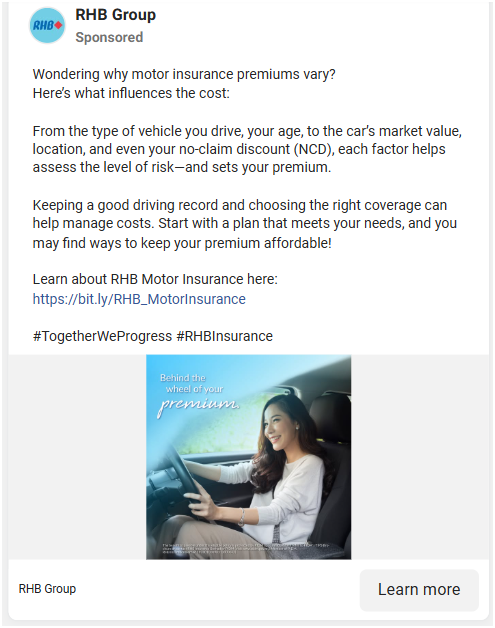 RHB
RHB Group
Sponsored
Wondering why motor insurance premiums vary?
Here's what influences the cost:
From the type of vehicle you drive, your age, to the car's market value,
location, and even your no-claim discount (NCD), each factor helps
assess the level of risk—and sets your premium.
Keeping a good driving record and choosing the right coverage can
help manage costs. Start with a plan that meets your needs, and you
may find ways to keep your premium affordable!
Learn about RHB Motor Insurance here:
https://bit.ly/RHB_MotorInsurance
#TogetherWeProgress #RHBInsurance
Behind the
wheel of your
premium.
RHB Group
Learn more